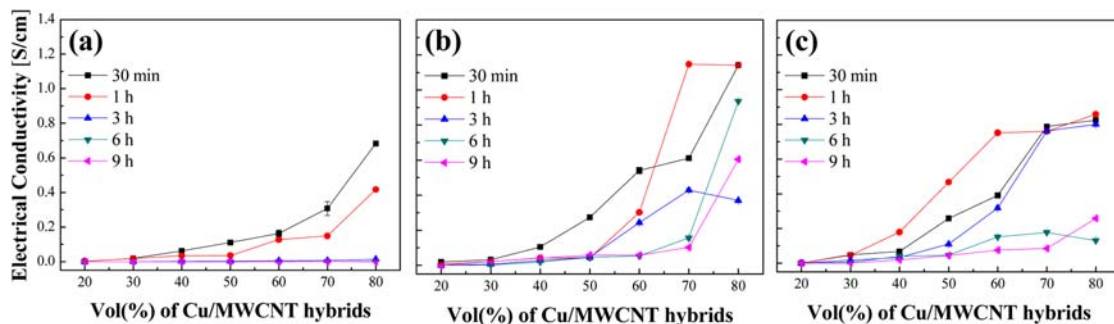 Electrical Conductivity [S/cm]
1.4
1.2
1.0
0.8
0.6
0.4
0.2
0.0
(a)
30 min
1 h
3 h
6 h
9 h
20 30 40 50 60 70 80
Vol(%) of Cu/MWCNT hybrids
(b)
30 min
1 h
3 h
6 h
9 h
20 30 40 50 60 70 80
Vol(%) of Cu/MWCNT hybrids
(c)
30 min
1 h
3 h
6 h
9 h
20 30 40 50 60 70 80
Vol(%) of Cu/MWCNT hybrids